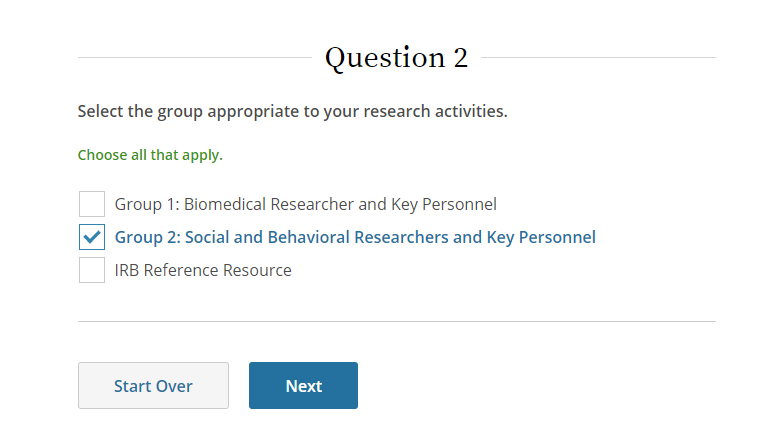 Question 2
Select the group appropriate to your research activities.
Choose all that apply.
Group 1: Biomedical Researcher and Key Personnel
Group 2: Social and Behavioral Researchers and Key Personnel
IRB Reference Resource
Start Over
Next